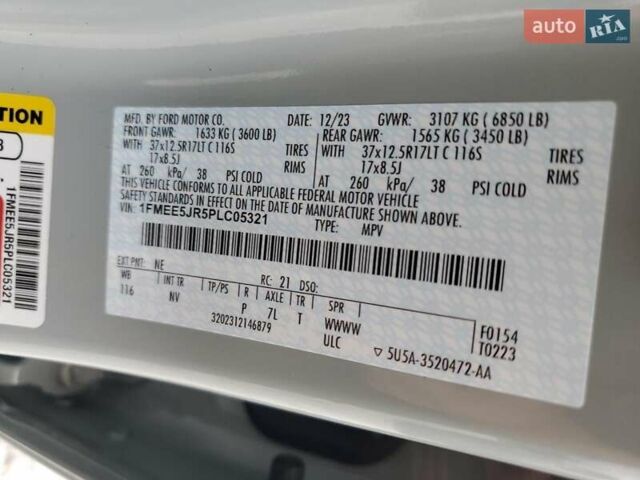 auto RIA.com
MFD. BY FORD MOTOR CO. DATE: 12/23 GVWR: 3107 KG ( 6850 LB)
FRONT GAWR: 1633 KG ( 3600 LB) REAR GAWR: 1565 KG ( 3450 LB)
WITH 37x12.5R17LT C 116S TIRES WITH 37x12.5R17LT C 116S TIRES
17x8.5J RIMS 17x8.5J RIMS
AT 260 kPa/ 38 PSI COLD AT 260 kPa/ 38 PSI COLD
THIS VEHICLE CONFORMS TO ALL APPLICABLE FEDERAL MOTOR VEHICLE
SAFETY STANDARDS IN EFFECT ON THE DATE OF MANUFACTURE SHOWN ABOVE.
VIN: 1FMEE5JR5PLC05321
TYPE: MPV
EXT PNT: NE RC: 21 DSO:
WB INT TR TP/PS R AXLE TR SPR
116 NV P 7L T WWWW F0154
3202312146879 ULC T0223
5U5A-3520472-AA
1FMEE5JR5PLC05321